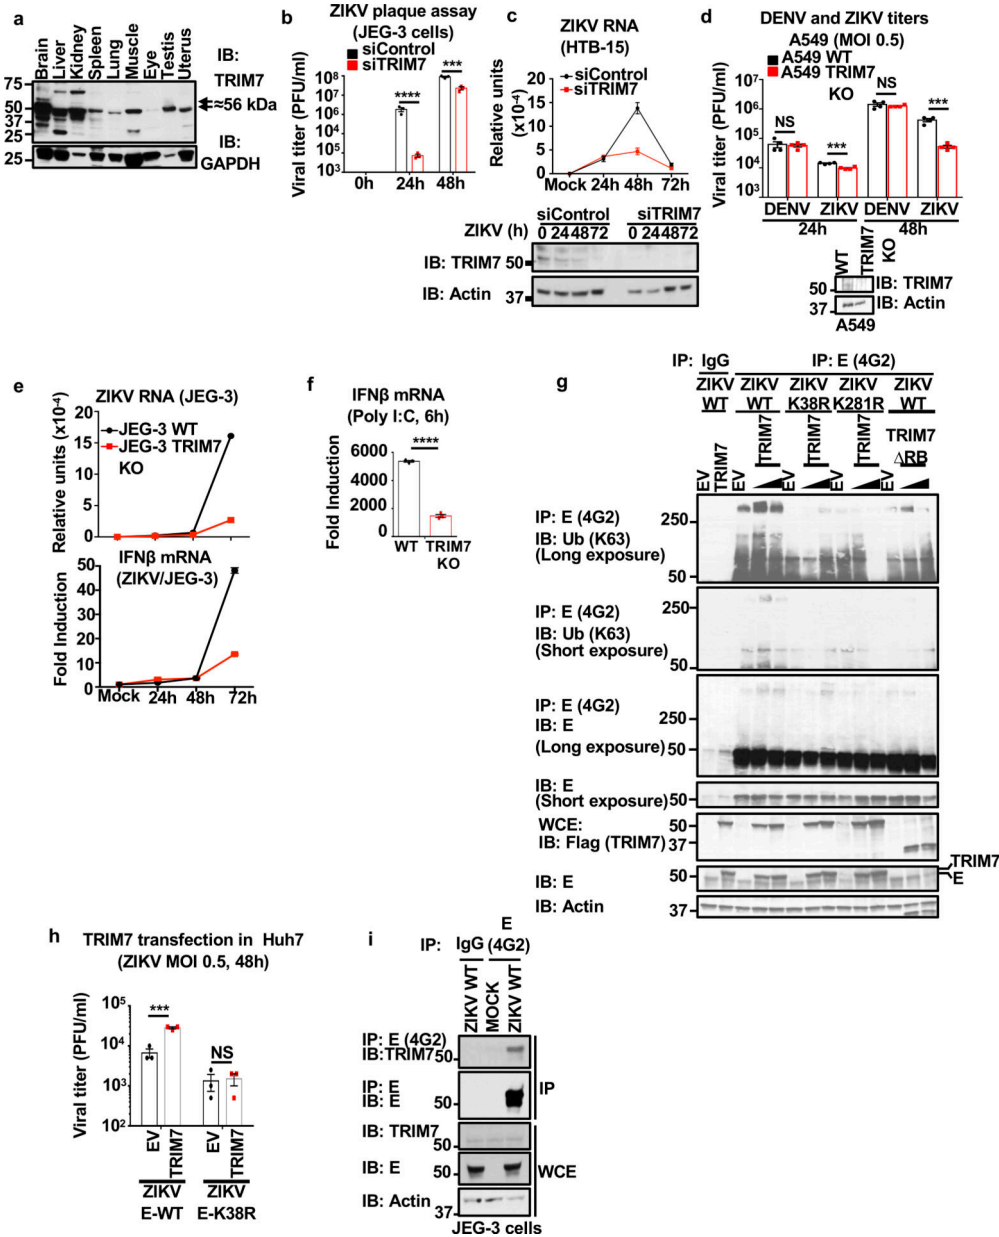 a
Brain
Liver
Kidney
Spleen
Lung
Muscle
Eye
Testis
Uterus
IB:
TRIM7
75
50
37
25
≈56 kDa
IB:
GAPDH
25
b
ZIKV plaque assay
(JEG-3 cells)
siControl
siTRIM7
Viral titer (PFU/ml)
10⁸
10⁷
10⁶
10⁵
10⁴
****
***
0h
24h
48h
c
ZIKV RNA
(HTB-15)
siControl
siTRIM7
Relative units
(x10⁻⁴)
20
15
10
5
0
Mock
24h
48h
72h
siControl
siTRIM7
ZIKV (h)
0 24 48 72
0 24 48 72
IB: TRIM7
50
IB: Actin
37
d
DENV and ZIKV titers
A549 (MOI 0.5)
A549 WT
A549 TRIM7
KO
Viral titer (PFU/ml)
10⁷
10⁶
10⁵
10⁴
10³
NS
***
NS
***
DENV
ZIKV
DENV
ZIKV
24h
48h
WT
TRIM7
KO
50
IB: TRIM7
37
IB: Actin
A549
e
ZIKV RNA (JEG-3)
JEG-3 WT
JEG-3 TRIM7
KO
Relative units (x10⁻⁴)
20
15
10
5
0
IFNβ mRNA
(ZIKV/JEG-3)
Fold Induction
50
40
30
20
10
0
Mock
24h
48h
72h
f
IFNβ mRNA
(Poly I:C, 6h)
****
Fold Induction
6000
4000
2000
0
WT
TRIM7
KO
g
IP:
IgG
IP: E (4G2)
ZIKV
WT
ZIKV
WT
ZIKV
K38R
ZIKV
K281R
ZIKV
WT
EV
TRIM7
EV
TRIM7
EV
TRIM7
EV
TRIM7
EV
TRIM7
ΔRB
IP: E (4G2)
IB: Ub (K63)
(Long exposure)
250
50
IP: E (4G2)
IB: Ub (K63)
(Short exposure)
250
50
IP: E (4G2)
IB: E
(Long exposure)
250
50
IB: E
(Short exposure)
50
WCE:
IB: Flag (TRIM7)
50
37
IB: E
50
TRIM7
E
IB: Actin
37
h
TRIM7 transfection in Huh7
(ZIKV MOI 0.5, 48h)
Viral titer (PFU/ml)
10⁵
10⁴
10³
10²
***
NS
EV
TRIM7
EV
TRIM7
ZIKV
E-WT
ZIKV
E-K38R
i
IP:
IgG
E
(4G2)
ZIKV WT
MOCK
ZIKV WT
IP: E (4G2)
IB:TRIM7
50
IP: E
IB: E
50
IP
IB: TRIM7
50
IB: E
50
WCE
IB: Actin
37
JEG-3 cells